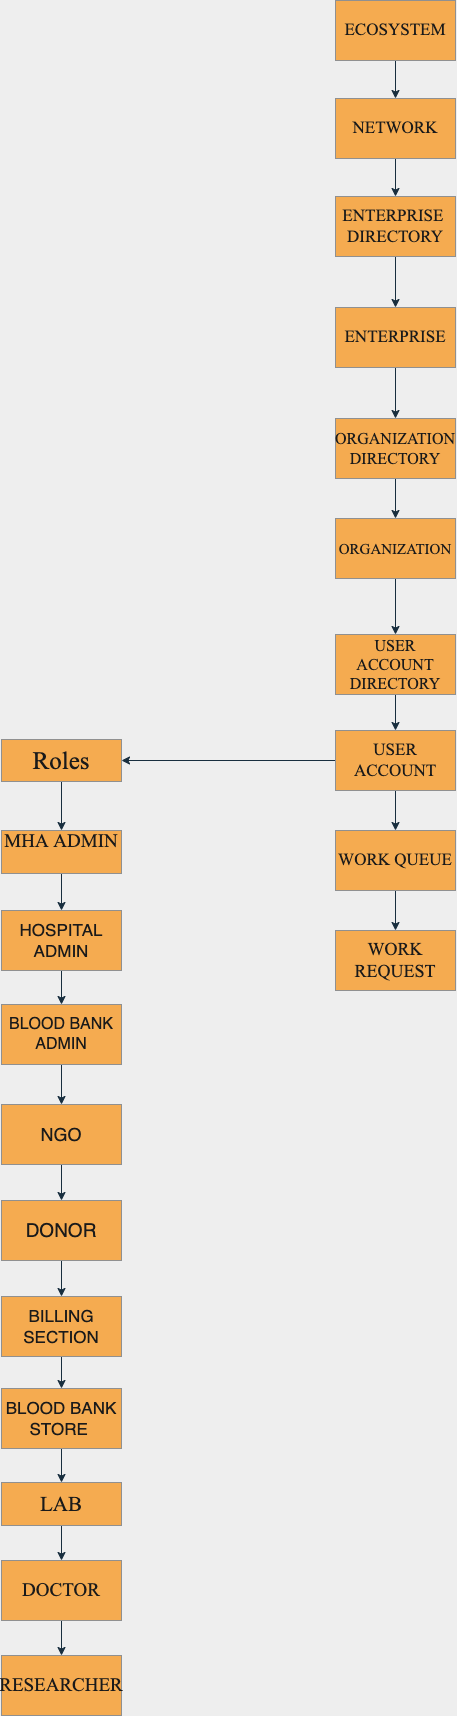 ECOSYSTEM
NETWORK
ENTERPRISE
DIRECTORY
ENTERPRISE
ORGANIZATION
DIRECTORY
ORGANIZATION
USER
ACCOUNT
DIRECTORY
USER
ACCOUNT
WORK QUEUE
WORK
REQUEST
Roles
MHA ADMIN
HOSPITAL
ADMIN
BLOOD BANK
ADMIN
NGO
DONOR
BILLING
SECTION
BLOOD BANK
STORE
LAB
DOCTOR
RESEARCHER